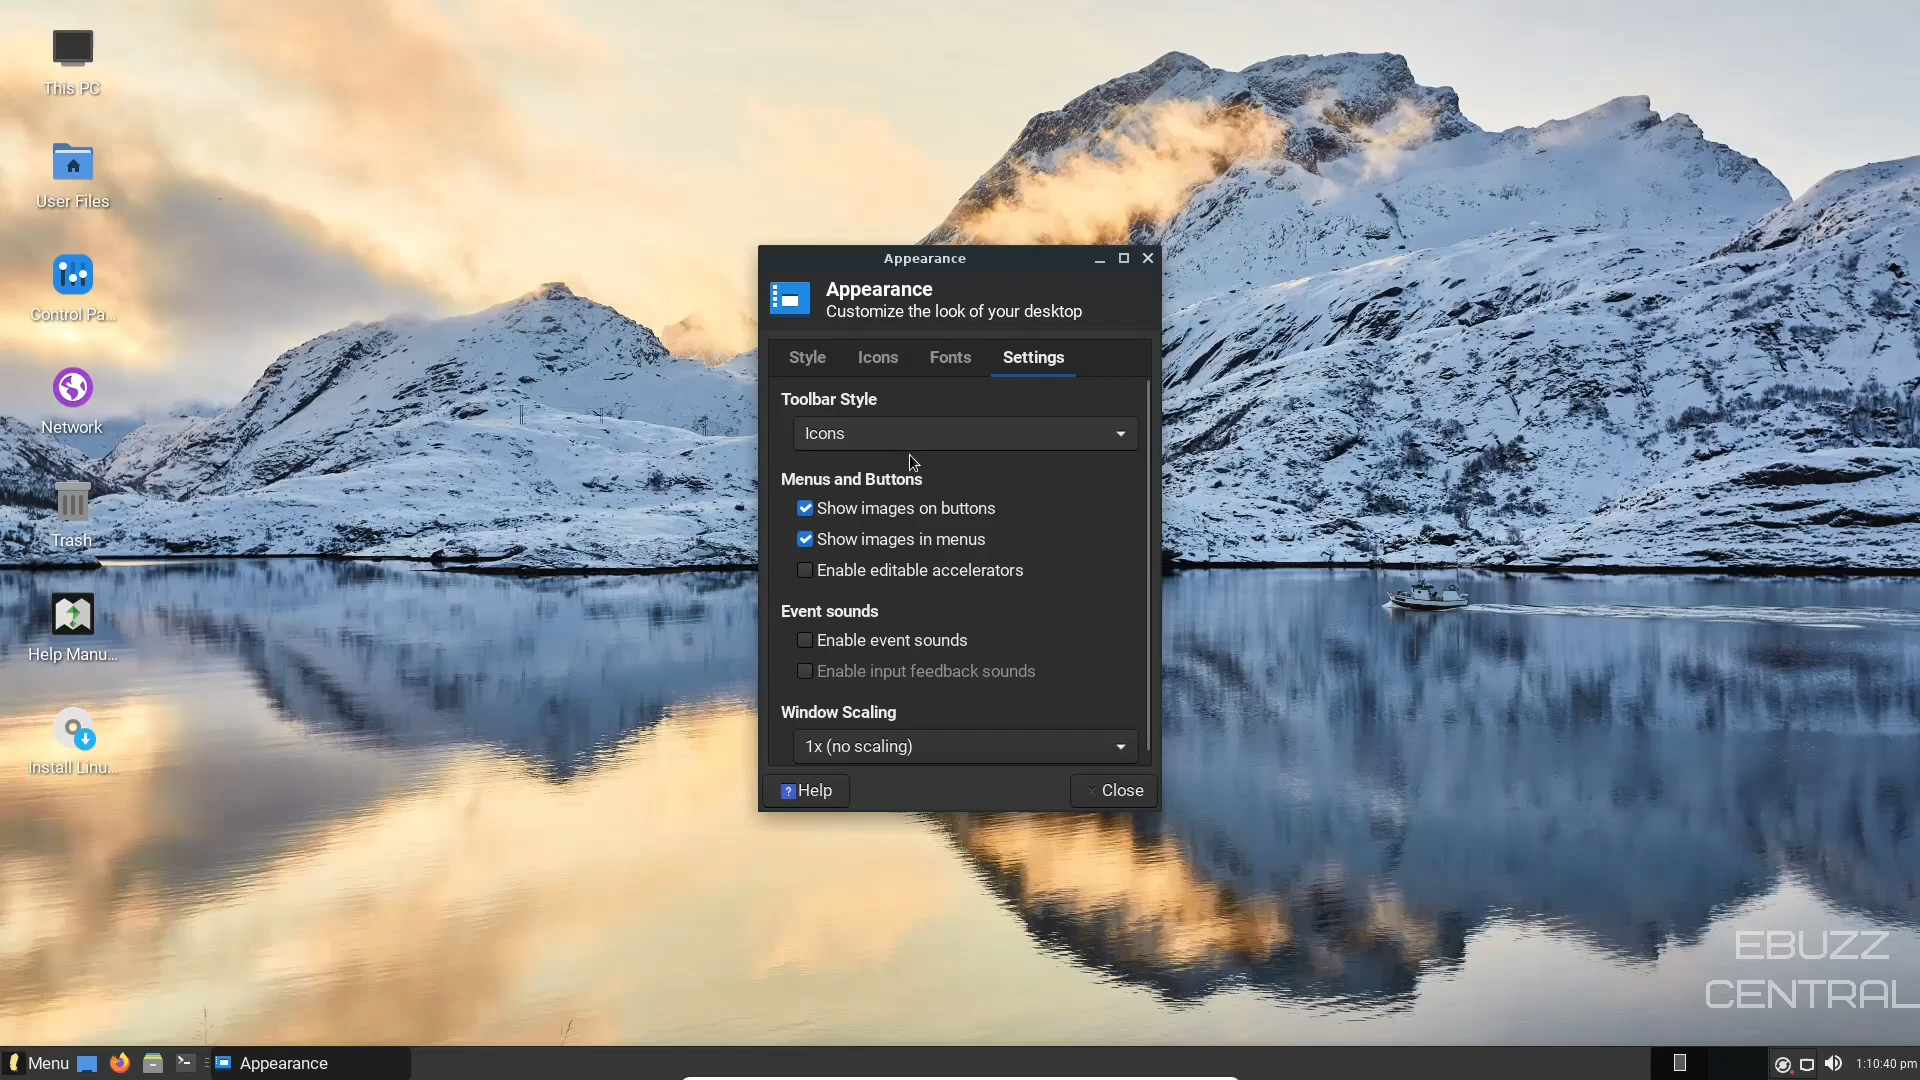 This PC
User Files
Control Pa...
Network
Trash
Help Manu...
Install Linu...
Appearance
Appearance
Customize the look of your desktop
Style Icons Fonts Settings
Toolbar Style
Icons
Menus and Buttons
Show images on buttons
Show images in menus
Enable editable accelerators
Event sounds
Enable event sounds
Enable input feedback sounds
Window Scaling
1x (no scaling)
? Help
Close
EBUZZ
CENTRAL
Menu
Appearance
1:10:40 pm